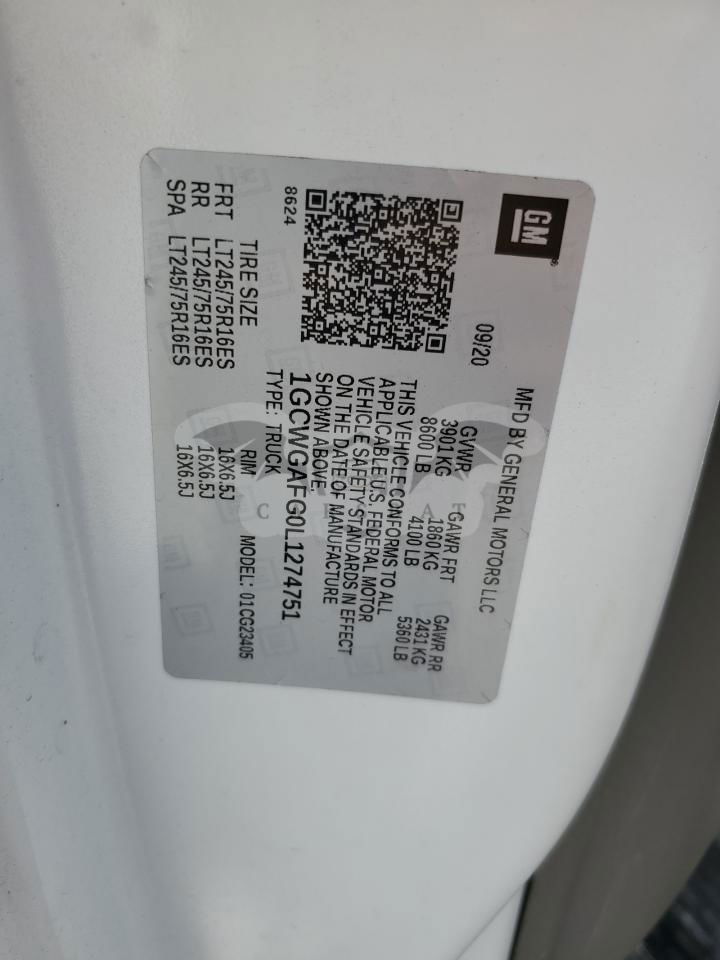 GM
MFD BY GENERAL MOTORS LLC
09/20
GVWR GAWR FRT GAWR RR
3901 KG 1860 KG 2431 KG
8600 LB 4100 LB 5360 LB
THIS VEHICLE CONFORMS TO ALL
APPLICABLE U.S. FEDERAL MOTOR
VEHICLE SAFETY STANDARDS IN EFFECT
ON THE DATE OF MANUFACTURE
SHOWN ABOVE.
1GCWGAFG0L1274751
8624
TYPE: TRUCK MODEL: 01CG23405
TIRE SIZE RIM
FRT LT245/75R16ES 16X6.5J
RR LT245/75R16ES 16X6.5J
SPA LT245/75R16ES 16X6.5J